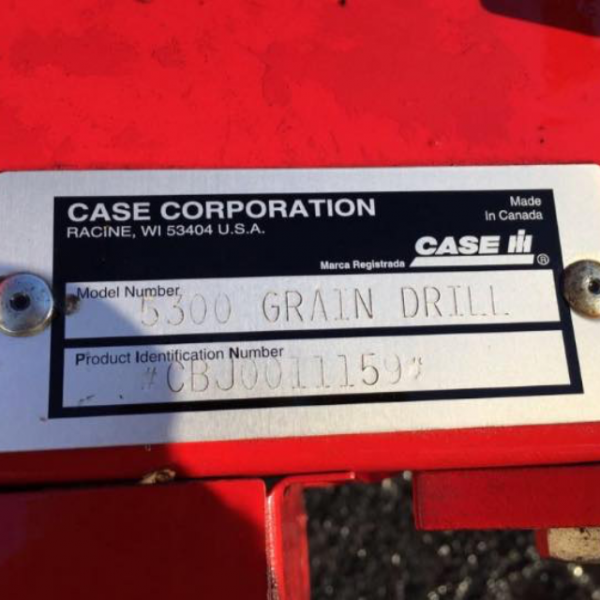 CASE CORPORATION
RACINE, WI 53404 U.S.A.
Made
In Canada
Marca Registrada CASE IH ®
Model Number
5300 GRAIN DRILL
Product Identification Number
*CBJ0011159*